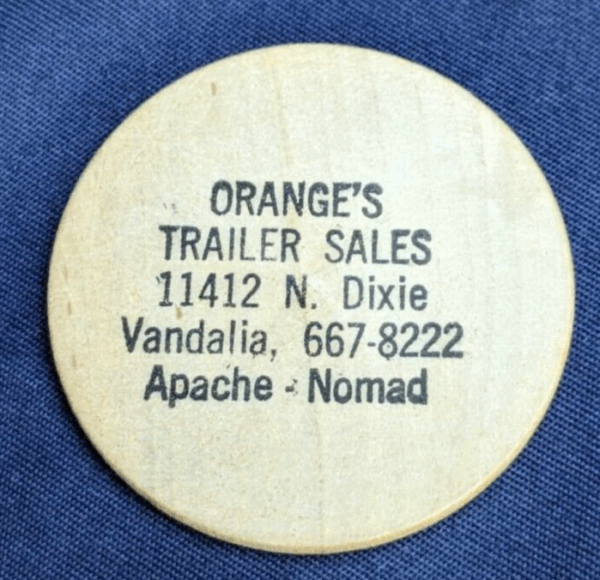 ORANGE'S
TRAILER SALES
11412 N. Dixie
Vandalia, 667-8222
Apache - Nomad